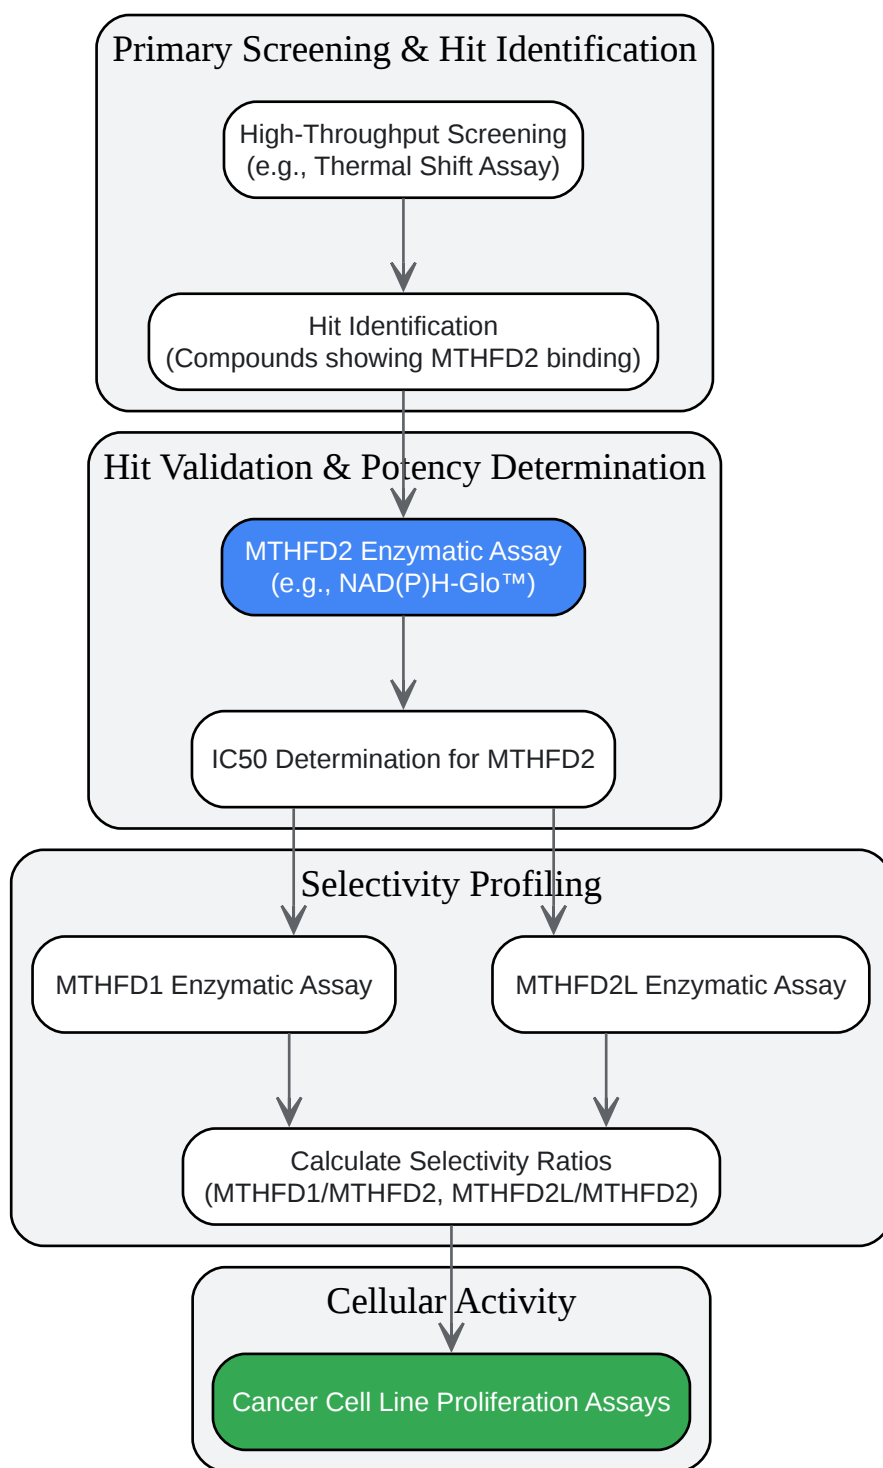 Primary Screening & Hit Identification
High-Throughput Screening
(e.g., Thermal Shift Assay)
Hit Identification
(Compounds showing MTHFD2 binding)
Hit Validation & Potency Determination
MTHFD2 Enzymatic Assay
(e.g., NAD(P)H-Glo™)
IC50 Determination for MTHFD2
Selectivity Profiling
MTHFD1 Enzymatic Assay
MTHFD2L Enzymatic Assay
Calculate Selectivity Ratios
(MTHFD1/MTHFD2, MTHFD2L/MTHFD2)
Cellular Activity
Cancer Cell Line Proliferation Assays